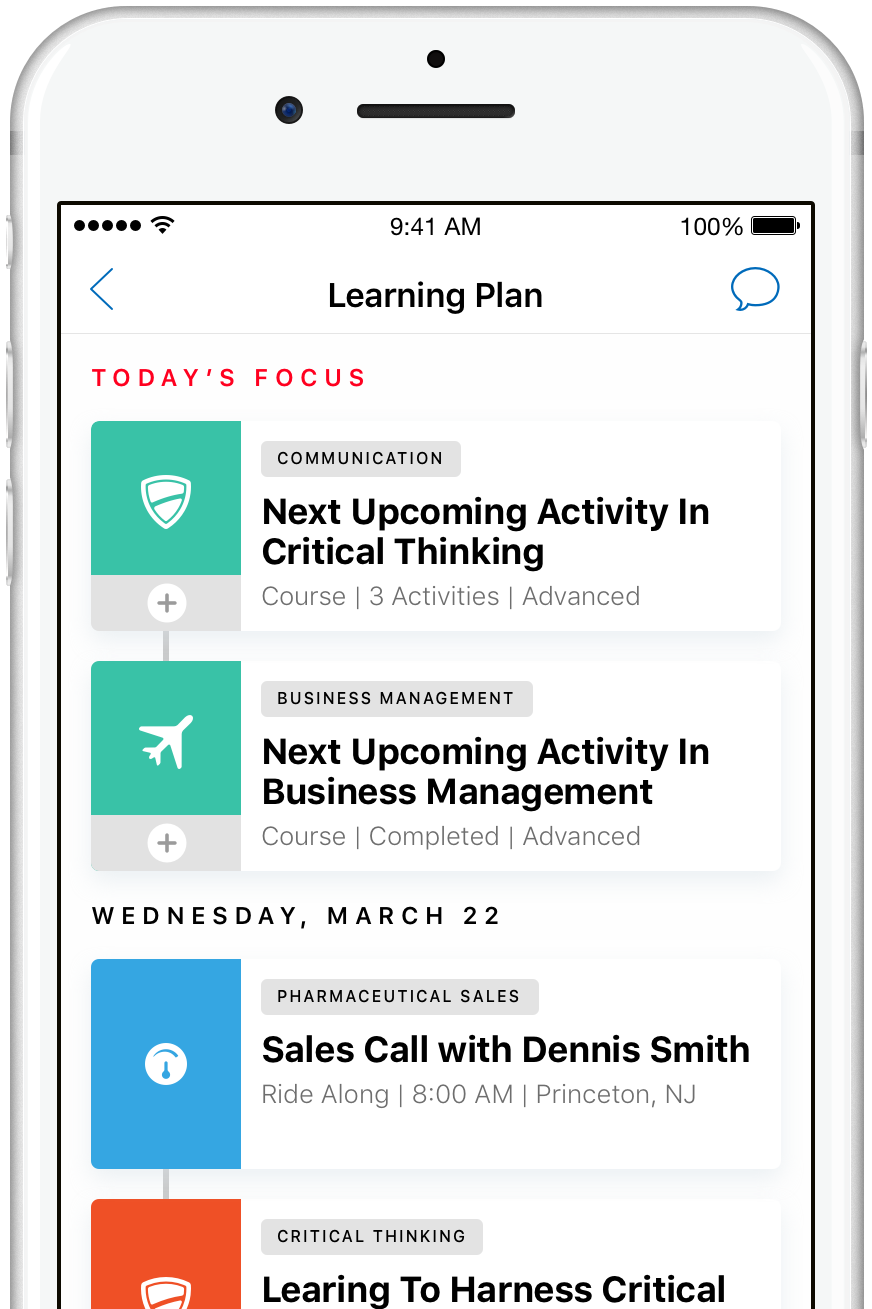 9:41 AM
100%
Learning Plan
TODAY’S FOCUS
COMMUNICATION
Next Upcoming Activity In
Critical Thinking
Course | 3 Activities | Advanced
BUSINESS MANAGEMENT
Next Upcoming Activity In
Business Management
Course | Completed | Advanced
WEDNESDAY, MARCH 22
PHARMACEUTICAL SALES
Sales Call with Dennis Smith
Ride Along | 8:00 AM | Princeton, NJ
CRITICAL THINKING
Learing To Harness Critical